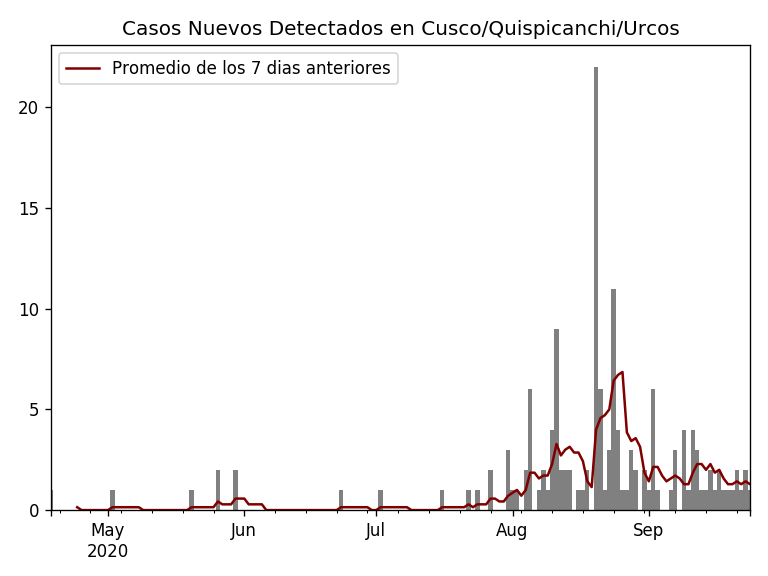 Casos Nuevos Detectados en Cusco/Quispicanchi/Urcos
Promedio de los 7 dias anteriores
20
15
10
5
0
May Jun Jul Aug Sep
2020